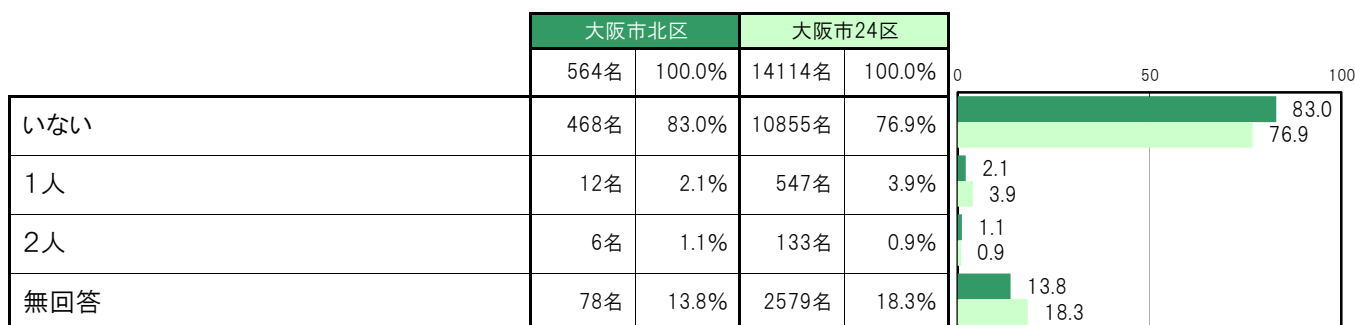 大阪市北区 大阪市24区
564名 100.0% 14114名 100.0% 0 50 100
いない 468名 83.0% 10855名 76.9% 83.0
76.9
1人 12名 2.1% 547名 3.9% 2.1
3.9
2人 6名 1.1% 133名 0.9% 1.1
0.9
無回答 78名 13.8% 2579名 18.3% 13.8
18.3